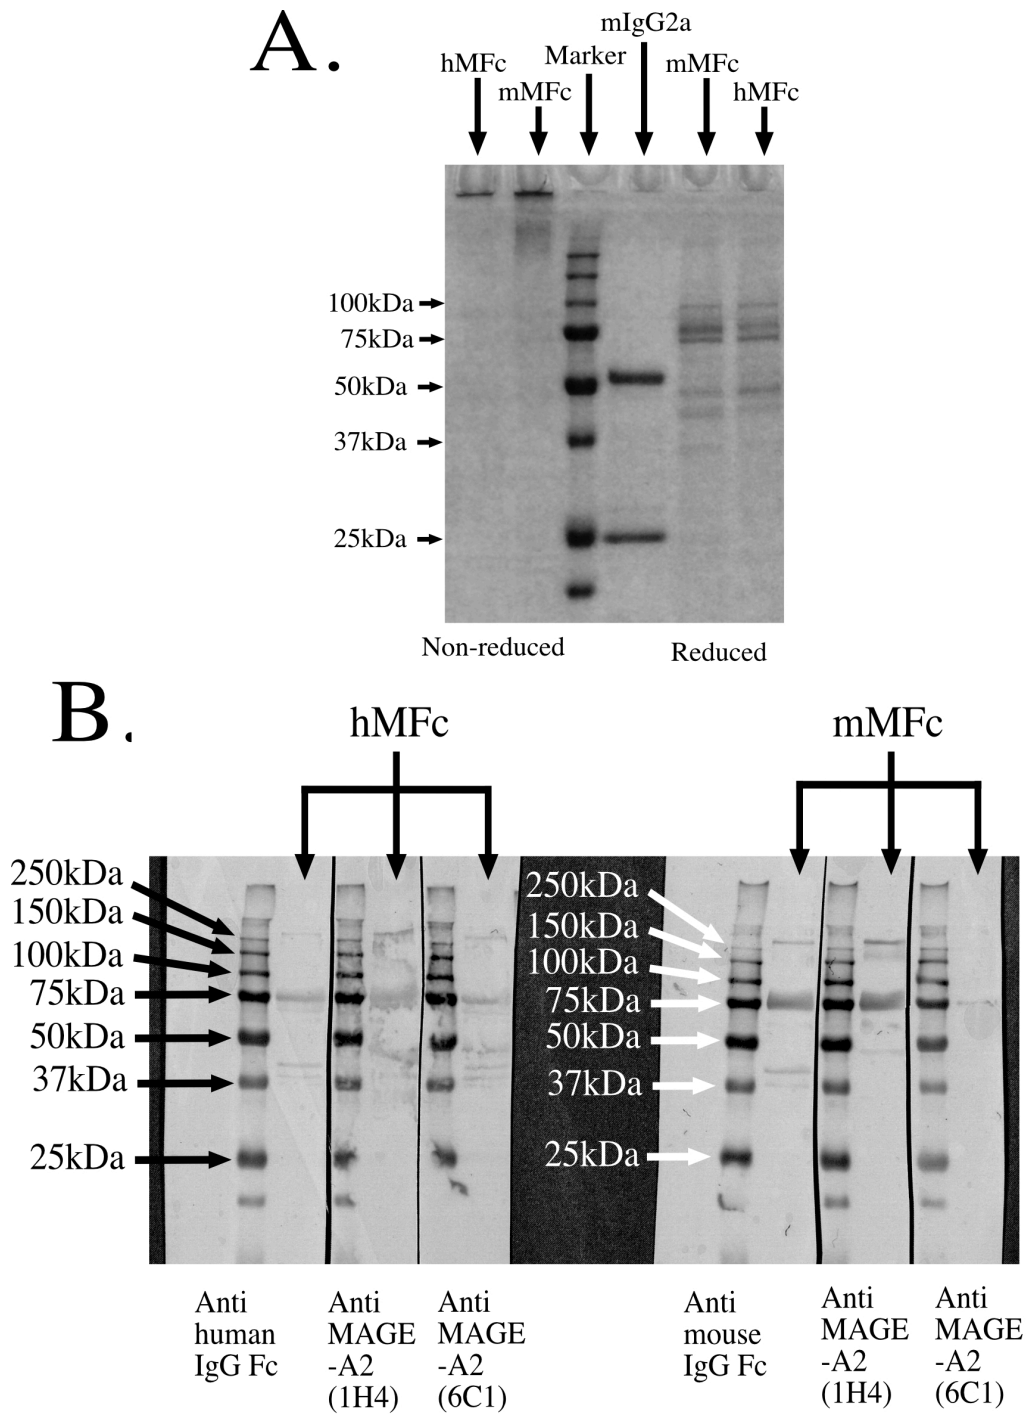 A.
hMFc
mMFc
Marker
mIgG2a
mMFc
hMFc
100kDa
75kDa
50kDa
37kDa
25kDa
Non-reduced
Reduced
B.
hMFc
mMFc
250kDa
150kDa
100kDa
75kDa
50kDa
37kDa
25kDa
250kDa
150kDa
100kDa
75kDa
50kDa
37kDa
25kDa
Anti
human
IgG Fc
Anti
MAGE
-A2
(1H4)
Anti
MAGE
-A2
(6C1)
Anti
mouse
IgG Fc
Anti
MAGE
-A2
(1H4)
Anti
MAGE
-A2
(6C1)